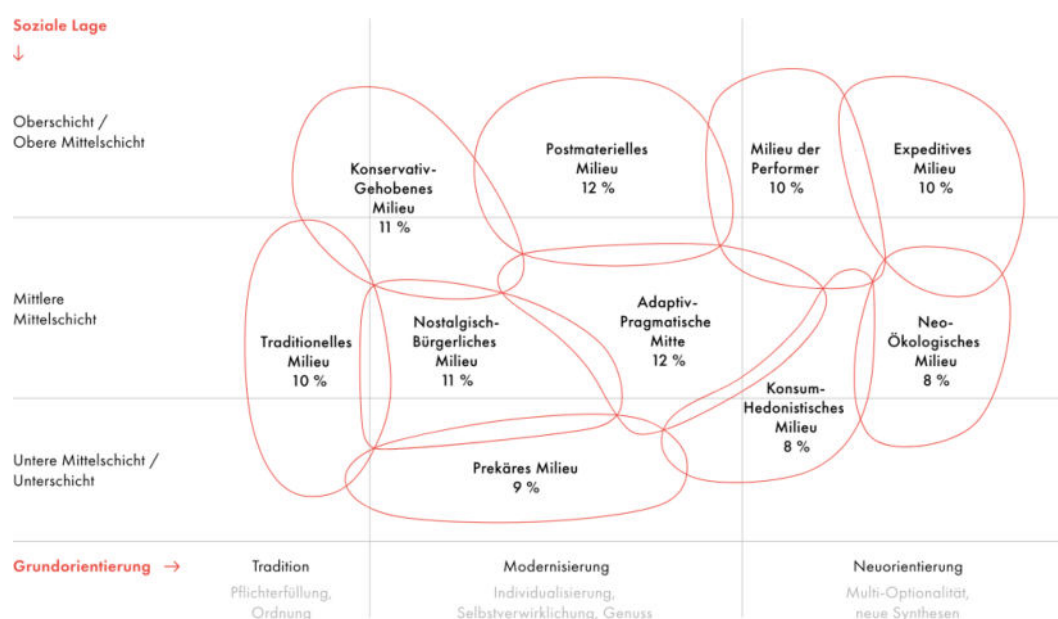 Soziale Lage
↓
Oberschicht /
Obere Mittelschicht
Konservativ-
Gehobenes
Milieu
11 %
Postmaterielles
Milieu
12 %
Milieu der
Performer
10 %
Expeditives
Milieu
10 %
Mittlere
Mittelschicht
Traditionelles
Milieu
10 %
Nostalgisch-
Bürgerliches
Milieu
11 %
Adaptiv-
Pragmatische
Mitte
12 %
Neo-
Ökologisches
Milieu
8 %
Konsum-
Hedonistisches
Milieu
8 %
Untere Mittelschicht /
Unterschicht
Prekäres Milieu
9 %
Grundorientierung →
Tradition
Pflichterfüllung,
Ordnung
Modernisierung
Individualisierung,
Selbstverwirklichung, Genuss
Neuorientierung
Multi-Optionalität,
neue Synthesen